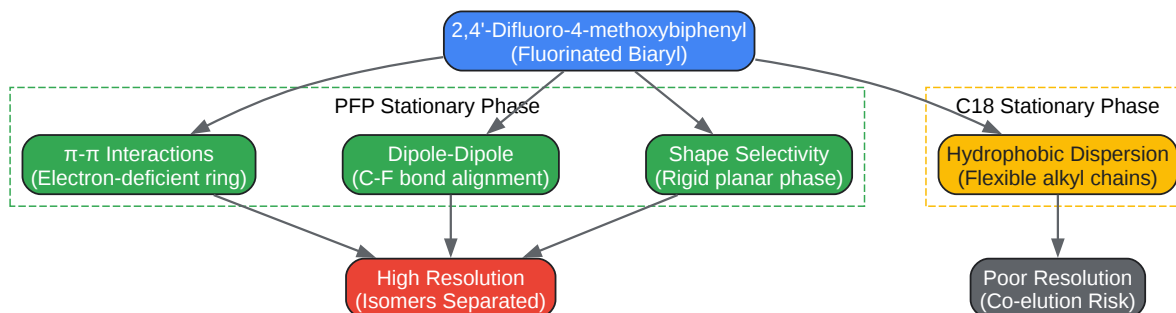 2,4'-Difluoro-4-methoxybiphenyl
(Fluorinated Biaryl)
PFP Stationary Phase
C18 Stationary Phase
π-π Interactions
(Electron-deficient ring)
Dipole-Dipole
(C-F bond alignment)
Shape Selectivity
(Rigid planar phase)
Hydrophobic Dispersion
(Flexible alkyl chains)
High Resolution
(Isomers Separated)
Poor Resolution
(Co-elution Risk)